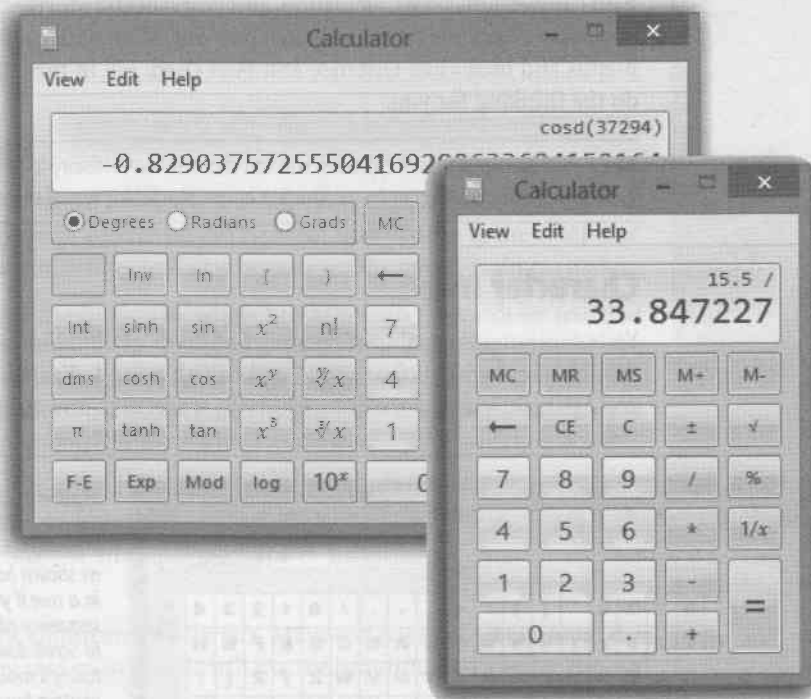 Calculator
View Edit Help
cosd(37294)
Degrees Radians Grads MC
Inv ln ( ) ←
Int sinh sin x² n! 7
dms cosh cos xʸ ʸ√x 4
π tanh tan x³ ³√x 1
F-E Exp Mod log 10ˣ
Calculator
View Edit Help
15.5 /
33.847227
MC MR MS M+ M-
← CE C ± √
7 8 9 / %
4 5 6 * 1/x
1 2 3 - =
0 . +